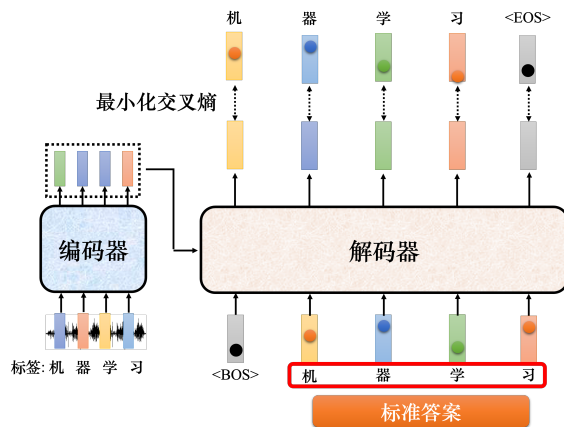 机 器 学 习 <EOS>
最小化交叉熵
编码器
解码器
标签: 机 器 学 习
<BOS> 机 器 学 习
标准答案